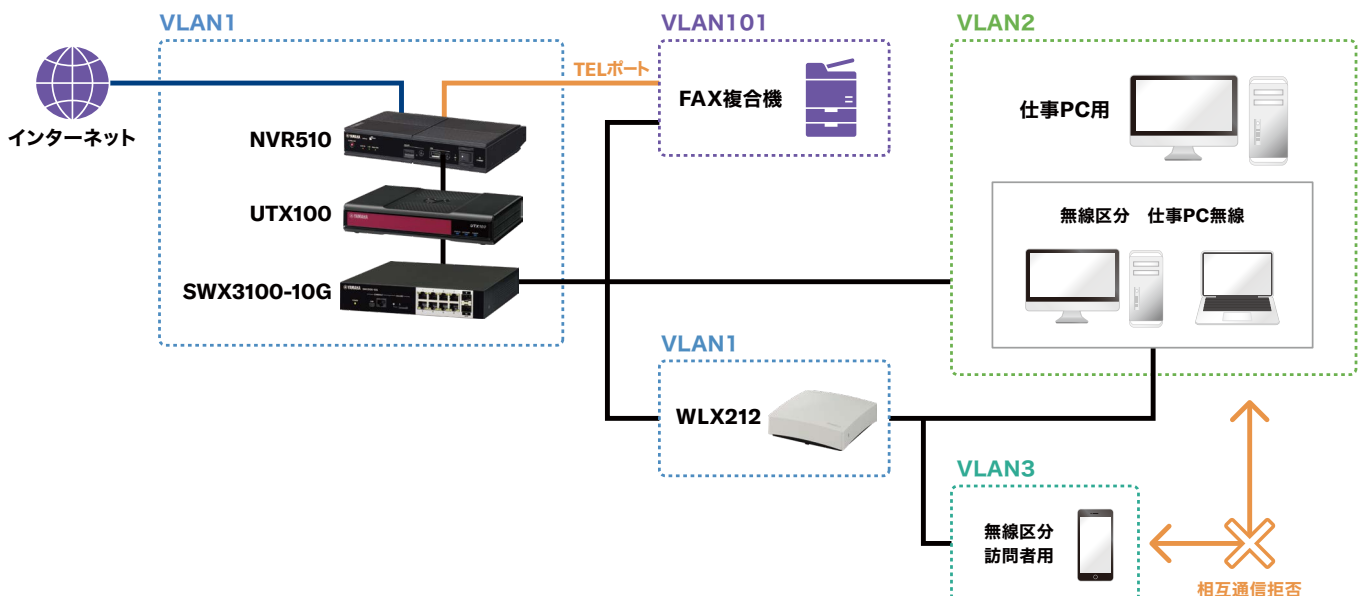 VLAN1
VLAN101
VLAN2
TELポート
FAX複合機
仕事PC用
インターネット
NVR510
UTX100
無線区分 仕事PC無線
SWX3100-10G
VLAN1
WLX212
VLAN3
無線区分
訪問者用
相互通信拒否